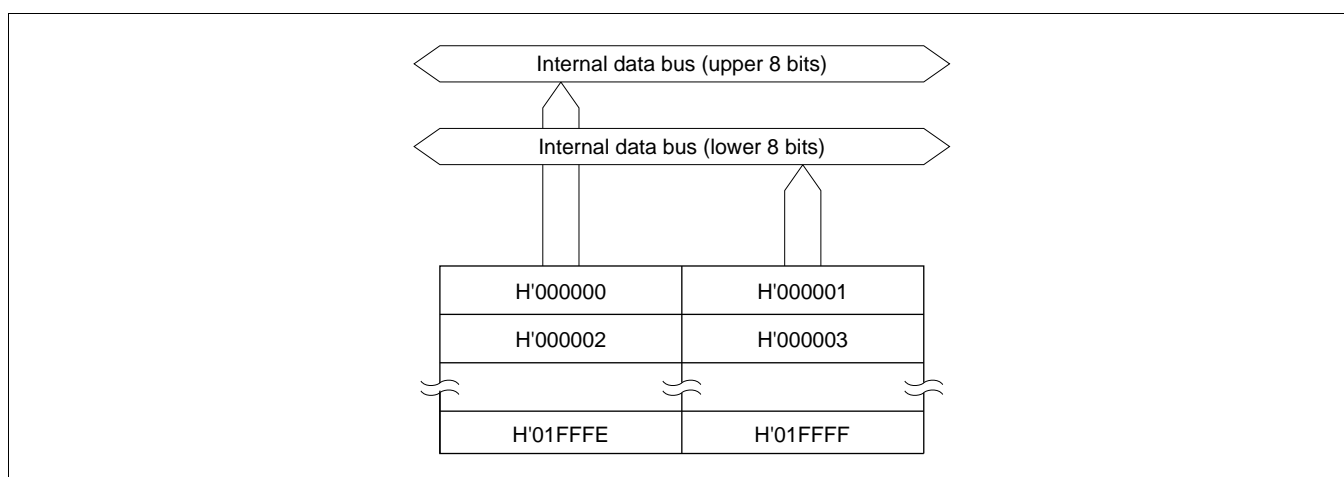 Internal data bus (upper 8 bits)
Internal data bus (lower 8 bits)
H'000000 H'000001
H'000002 H'000003
H'01FFFE H'01FFFF